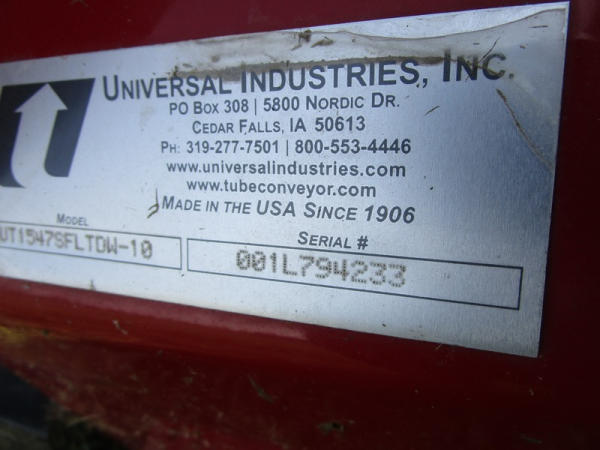 UNIVERSAL INDUSTRIES, INC.
PO BOX 308 | 5800 NORDIC DR.
CEDAR FALLS, IA 50613
PH: 319-277-7501 | 800-553-4446
www.universalindustries.com
www.tubeconveyor.com
MADE IN THE USA SINCE 1906
MODEL
UT1547SFLTDW-10
SERIAL #
001L794233